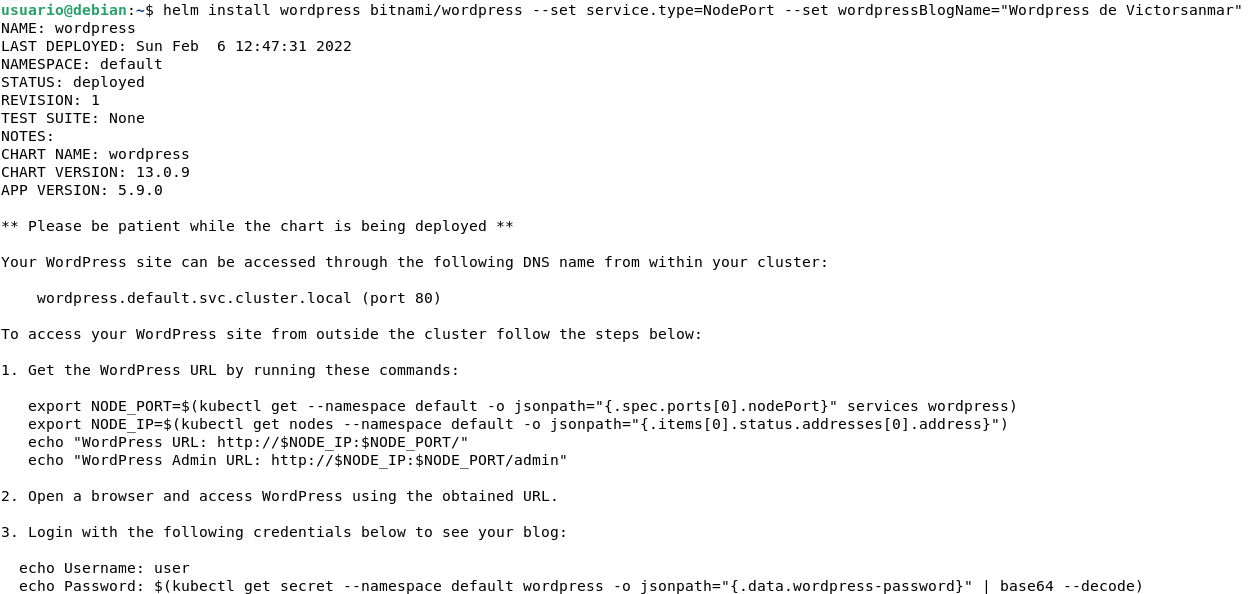 usuario@debian:~$ helm install wordpress bitnami/wordpress --set service.type=NodePort --set wordpressBlogName="Wordpress de Victorsanmar"
NAME: wordpress
LAST DEPLOYED: Sun Feb  6 12:47:31 2022
NAMESPACE: default
STATUS: deployed
REVISION: 1
TEST SUITE: None
NOTES:
CHART NAME: wordpress
CHART VERSION: 13.0.9
APP VERSION: 5.9.0

** Please be patient while the chart is being deployed **

Your WordPress site can be accessed through the following DNS name from within your cluster:

    wordpress.default.svc.cluster.local (port 80)

To access your WordPress site from outside the cluster follow the steps below:

1. Get the WordPress URL by running these commands:

   export NODE_PORT=$(kubectl get --namespace default -o jsonpath="{.spec.ports[0].nodePort}" services wordpress)
   export NODE_IP=$(kubectl get nodes --namespace default -o jsonpath="{.items[0].status.addresses[0].address}")
   echo "WordPress URL: http://$NODE_IP:$NODE_PORT/"
   echo "WordPress Admin URL: http://$NODE_IP:$NODE_PORT/admin"

2. Open a browser and access WordPress using the obtained URL.

3. Login with the following credentials below to see your blog:

  echo Username: user
  echo Password: $(kubectl get secret --namespace default wordpress -o jsonpath="{.data.wordpress-password}" | base64 --decode)